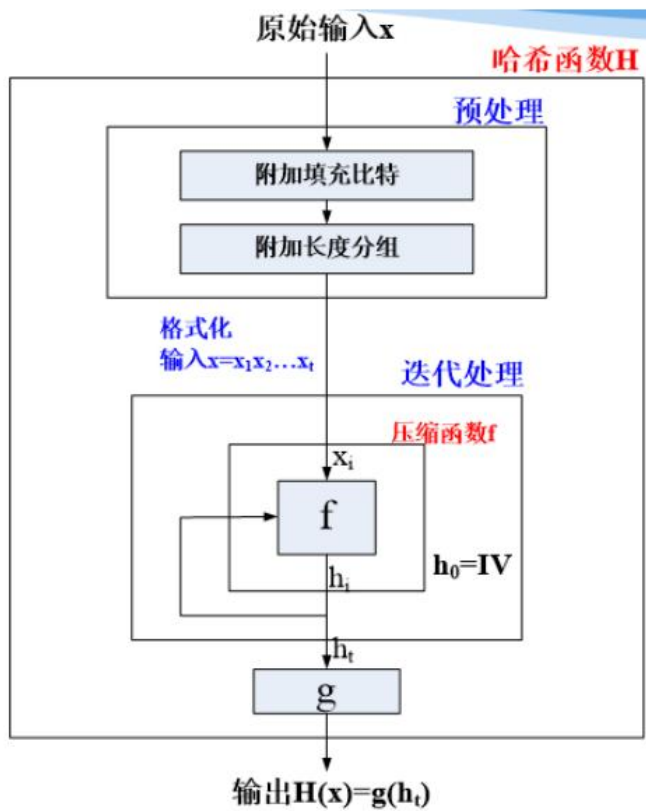 原始输入x
哈希函数H
预处理
附加填充比特
附加长度分组
格式化
输入x=x₁x₂…xₜ
迭代处理
压缩函数f
xᵢ
f
h₀=IV
hᵢ
hₜ
g
输出H(x)=g(hₜ)